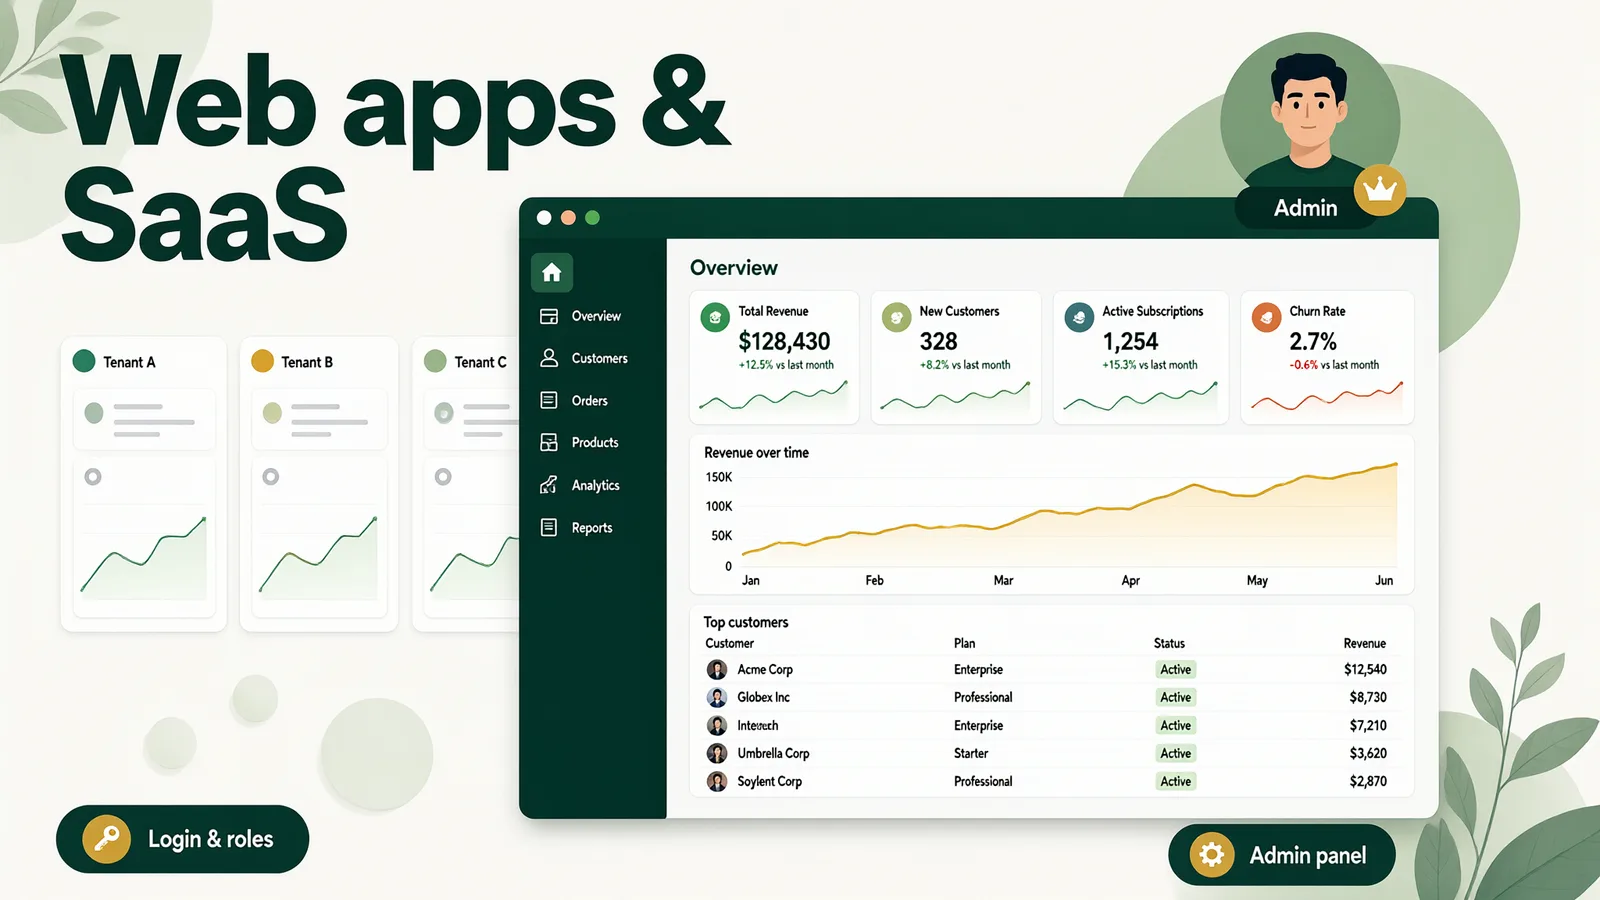 Web apps &
SaaS
Admin
Tenant A
Tenant B
Tenant C
Overview
Customers
Orders
Products
Analytics
Reports
Overview
Total Revenue
$128,430
+12.5% vs last month
New Customers
328
+8.2% vs last month
Active Subscriptions
1,254
+15.3% vs last month
Churn Rate
2.7%
-0.6% vs last month
Revenue over time
150K
100K
50K
0
Jan Feb Mar Apr May Jun
Top customers
Customer Plan Status Revenue
Acme Corp Enterprise Active $12,540
Globex Inc Professional Active $8,730
Enterprise Active $7,210
Umbrella Corp Starter Active $3,620
Soylent Corp Professional Active $2,870
Login & roles
Admin panel